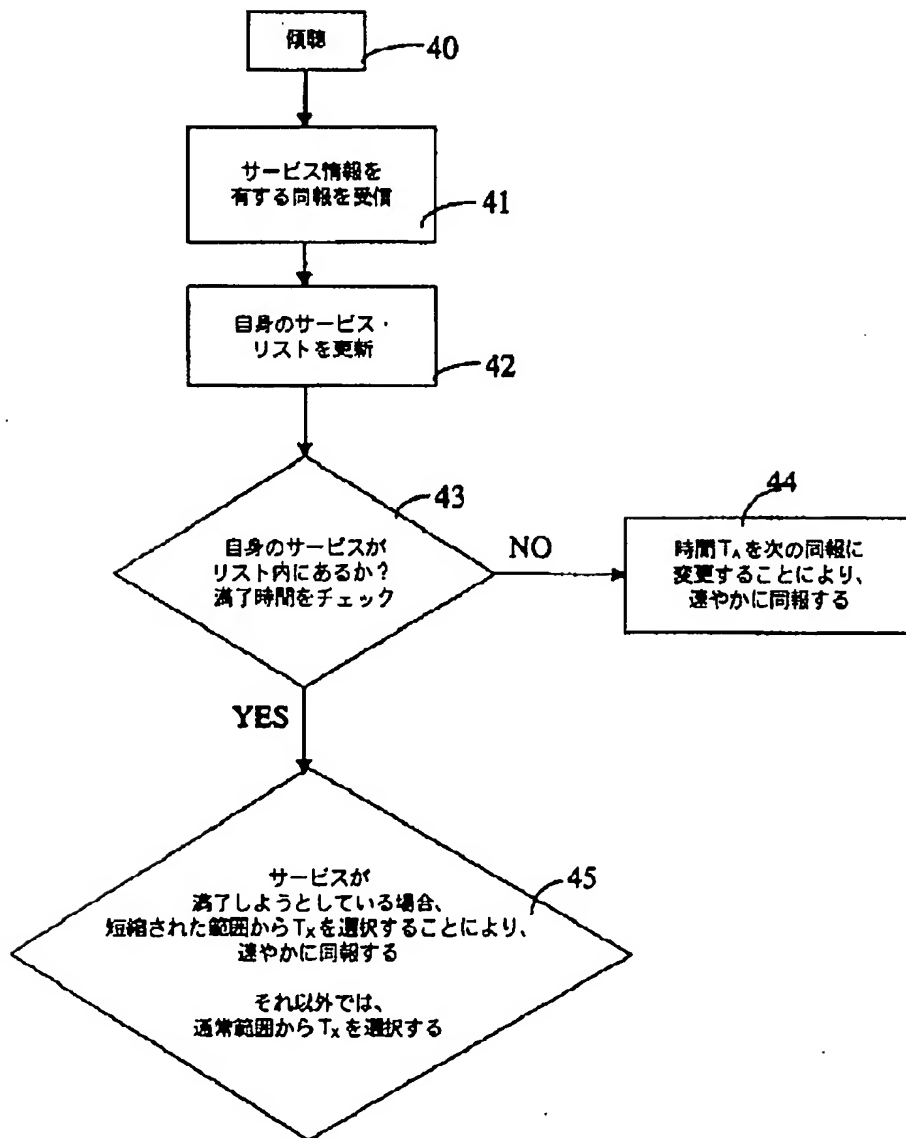 傾聴
40
サービス情報を
有する同報を受信
41
自身のサービス・
リストを更新
42
43
自身のサービスが
リスト内にあるか?
満了時間をチェック
NO
44
時間TAを次の同報に
変更することにより、
速やかに同報する
YES
45
サービスが
満了しようとしている場合、
短縮された範囲からTxを選択することにより、
速やかに同報する
それ以外では、
通常範囲からTxを選択する